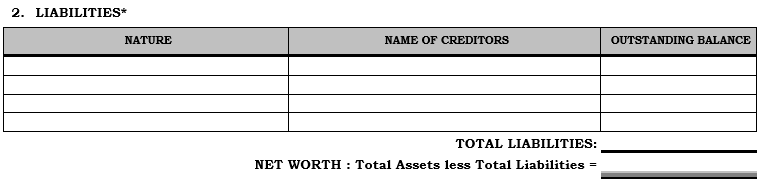 2. LIABILITIES*
NATURE NAME OF CREDITORS OUTSTANDING BALANCE
TOTAL LIABILITIES:
NET WORTH : Total Assets less Total Liabilities =